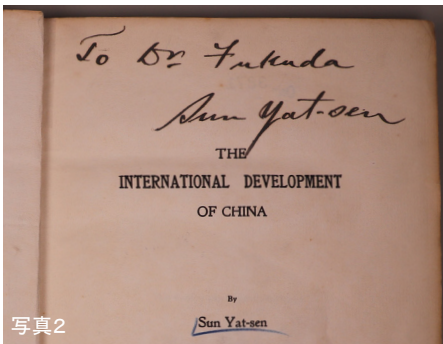 To Dr. Fukuda
Sun Yat-sen
THE
INTERNATIONAL DEVELOPMENT
OF CHINA
By
Sun Yat-sen
写真2